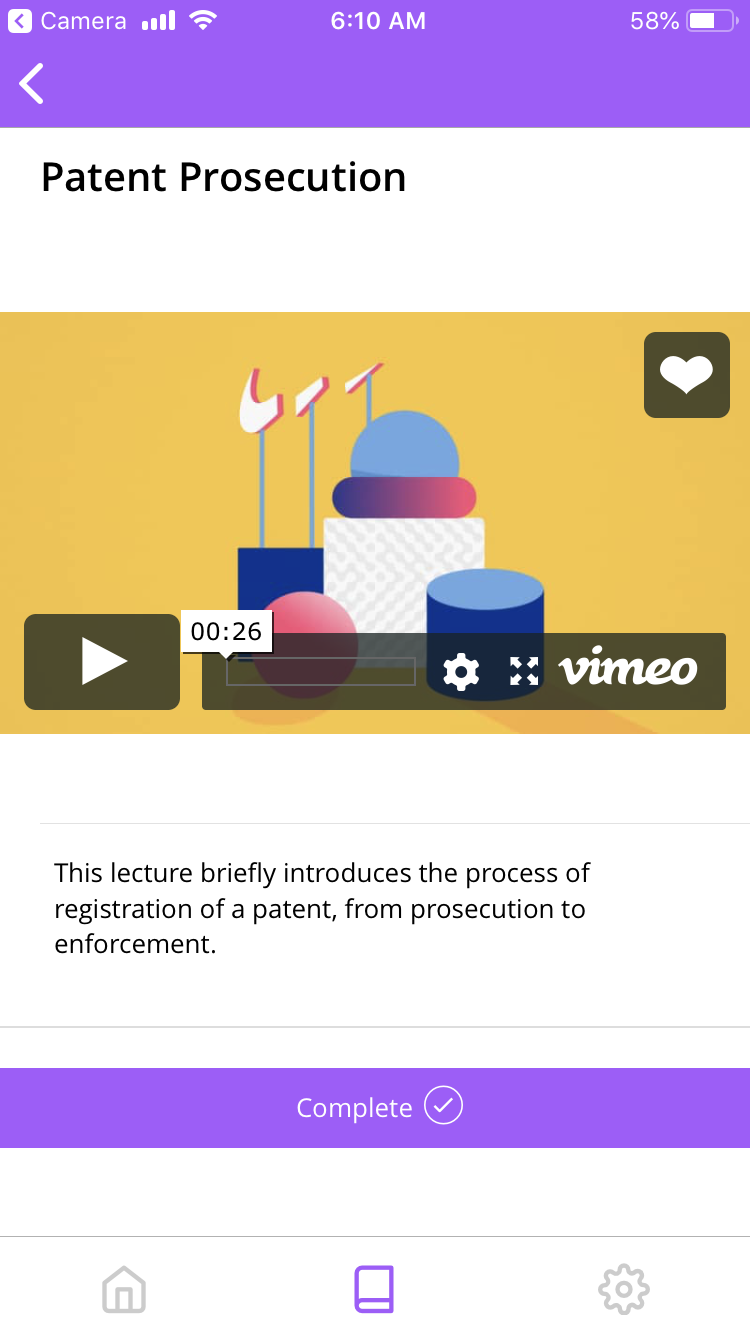 Camera 6:10 AM 58%
Patent Prosecution
00:26
vimeo
This lecture briefly introduces the process of
registration of a patent, from prosecution to
enforcement.
Complete